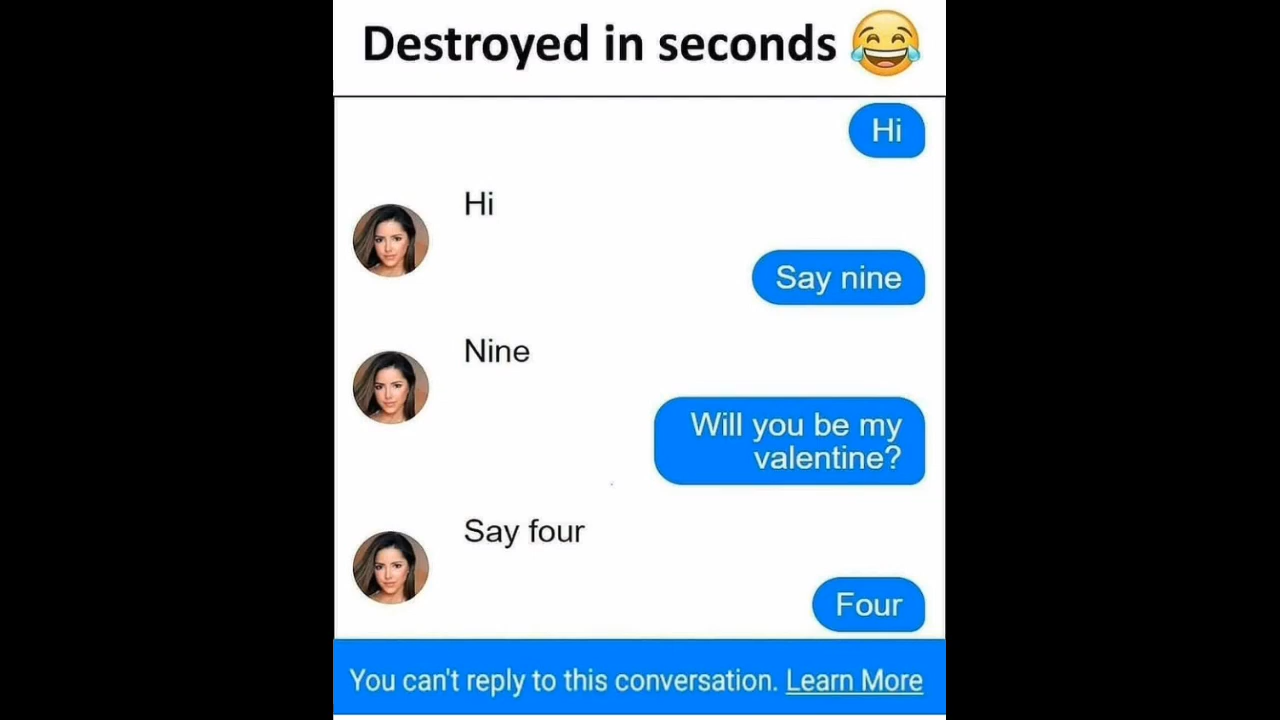 Destroyed in seconds 😂
Hi
Hi
Say nine
Nine
Will you be my
valentine?
Say four
Four
You can't reply to this conversation. Learn More